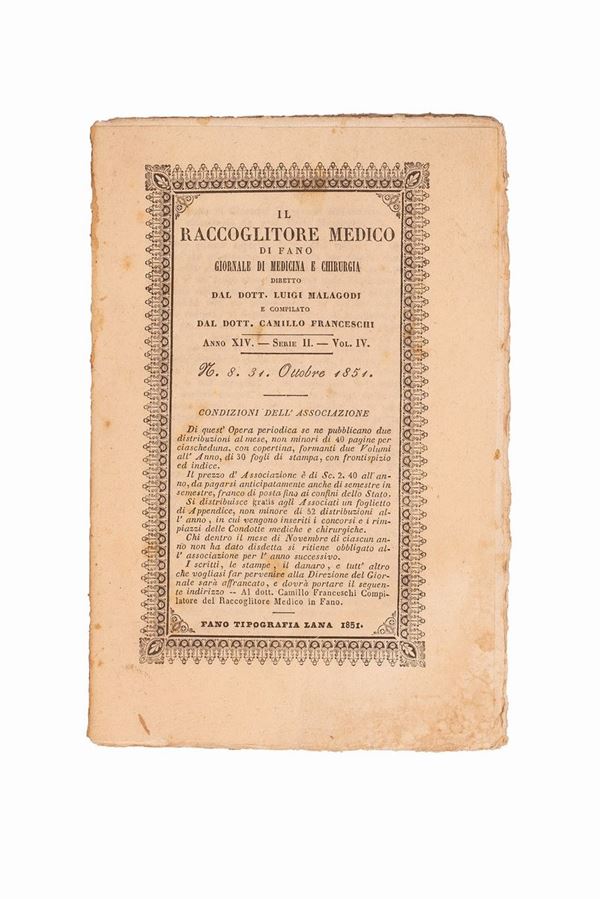 IL
RACCOGLITORE MEDICO
DI FANO
GIORNALE DI MEDICINA E CHIRURGIA
DIRETTO
DAL DOTT. LUIGI MALAGODI
E COMPILATO
DAL DOTT. CAMILLO FRANCESCHI
ANNO XIV. — SERIE II. — VOL. IV.
N. 8. 31. Ottobre 1851.
CONDIZIONI DELL' ASSOCIAZIONE
Di quest' Opera periodica se ne pubblicano due
distribuzioni al mese, non minori di 40 pagine per
ciascheduna, con copertina, formanti due Volumi
all' Anno, di 30 fogli di stampa, con frontispizio
ed indice.
Il prezzo d' Associazione è di Sc. 2. 40 all' an-
no, da pagarsi anticipatamente anche di semestre in
semestre, franco di posta fino ai confini dello Stato.
Si distribuisce gratis agli Associati un foglietto
di Appendice, non minore di 52 distribuzioni al-
l' anno, in cui vengono inseriti i concorsi e i rim-
piazzi delle Condotte mediche e chirurgiche.
Chi dentro il mese di Novembre di ciascun an-
no non ha dato disdetta si ritiene obbligato al-
l' associazione per l' anno successivo.
I scritti, le stampe, il danaro, e tutt' altro
che vogliasi far pervenire alla Direzione del Gior-
nale sarà affrancato, e dovrà portare il seguen-
te indirizzo -- Al dott. Camillo Franceschi Compi-
latore del Raccoglitore Medico in Fano.
FANO TIPOGRAFIA LANA 1851.